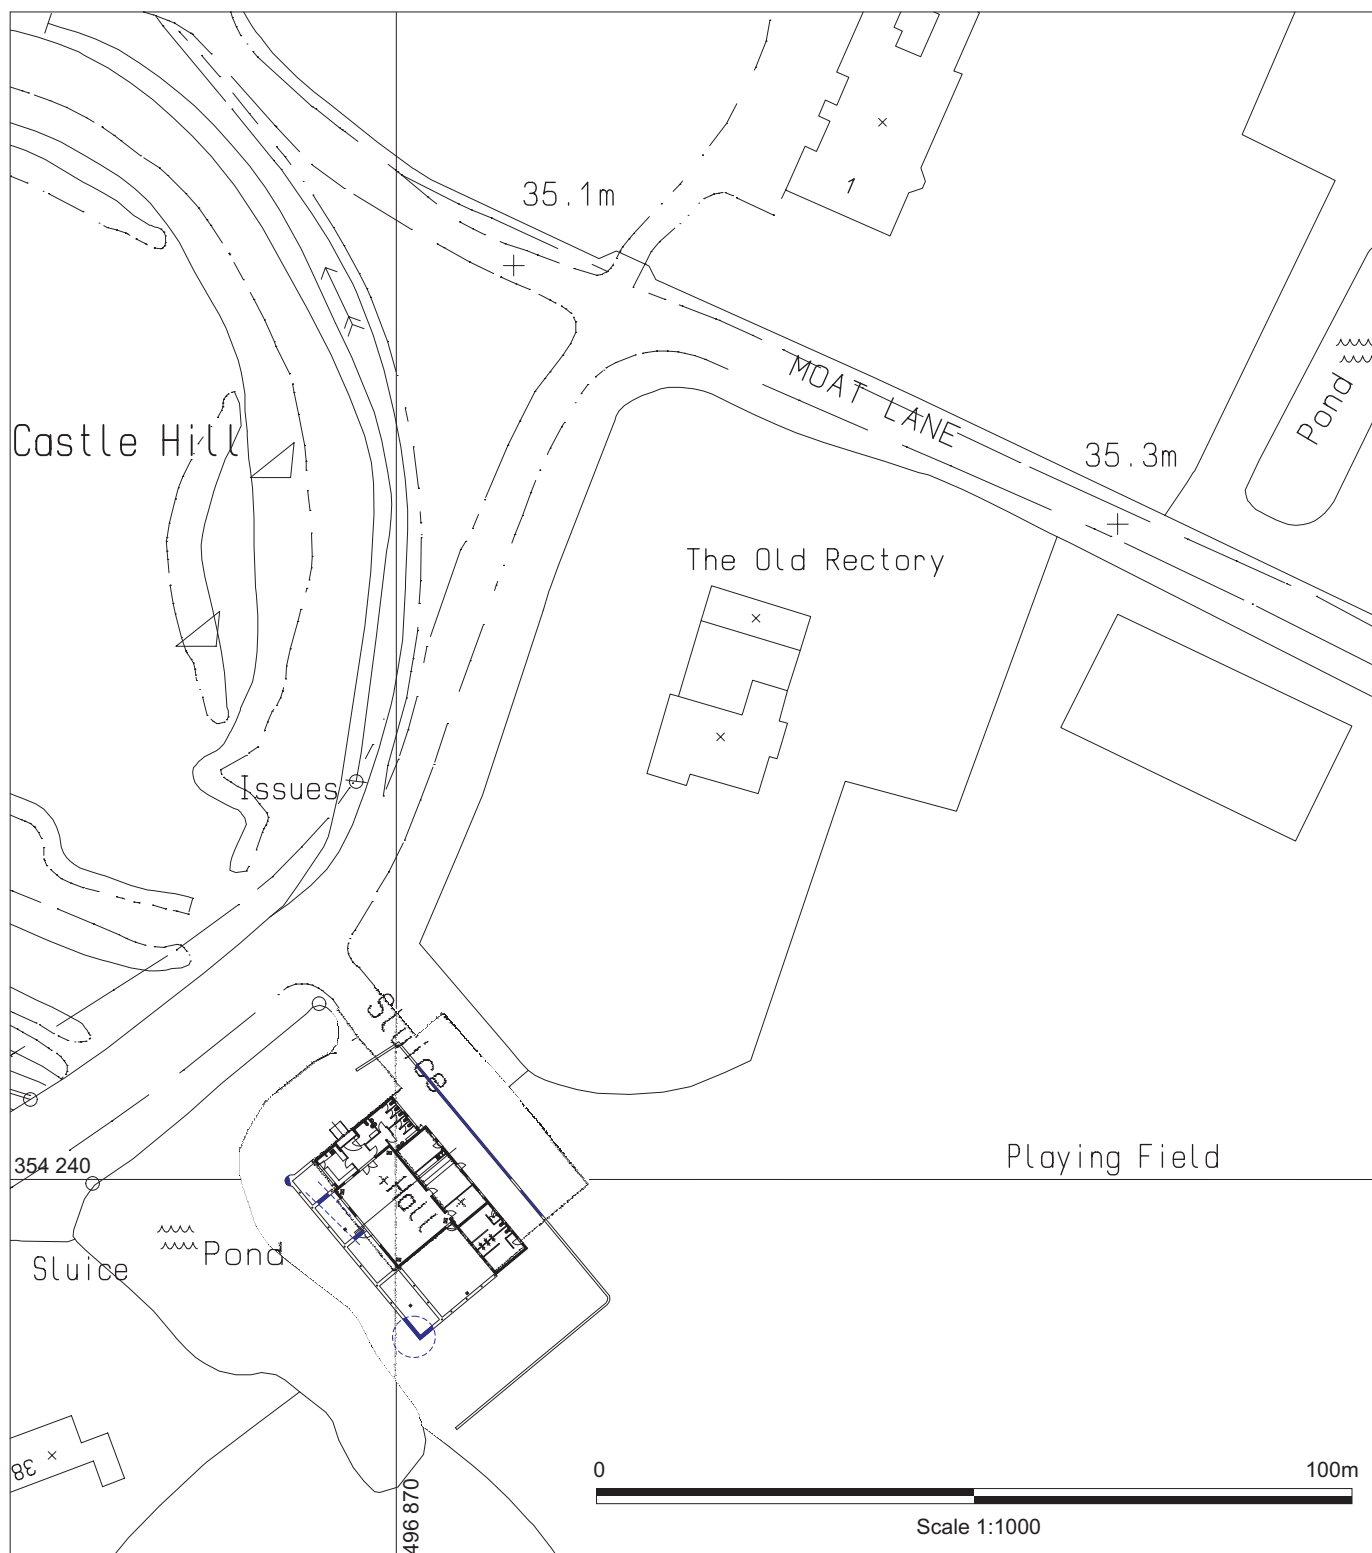 35.1m
1
MOAT LANE
Pond
Castle Hill
35.3m
The Old Rectory
Issues
Sluice
354 240
Playing Field
Hall
Pond
Sluice
38
496 870
0
100m
Scale 1:1000